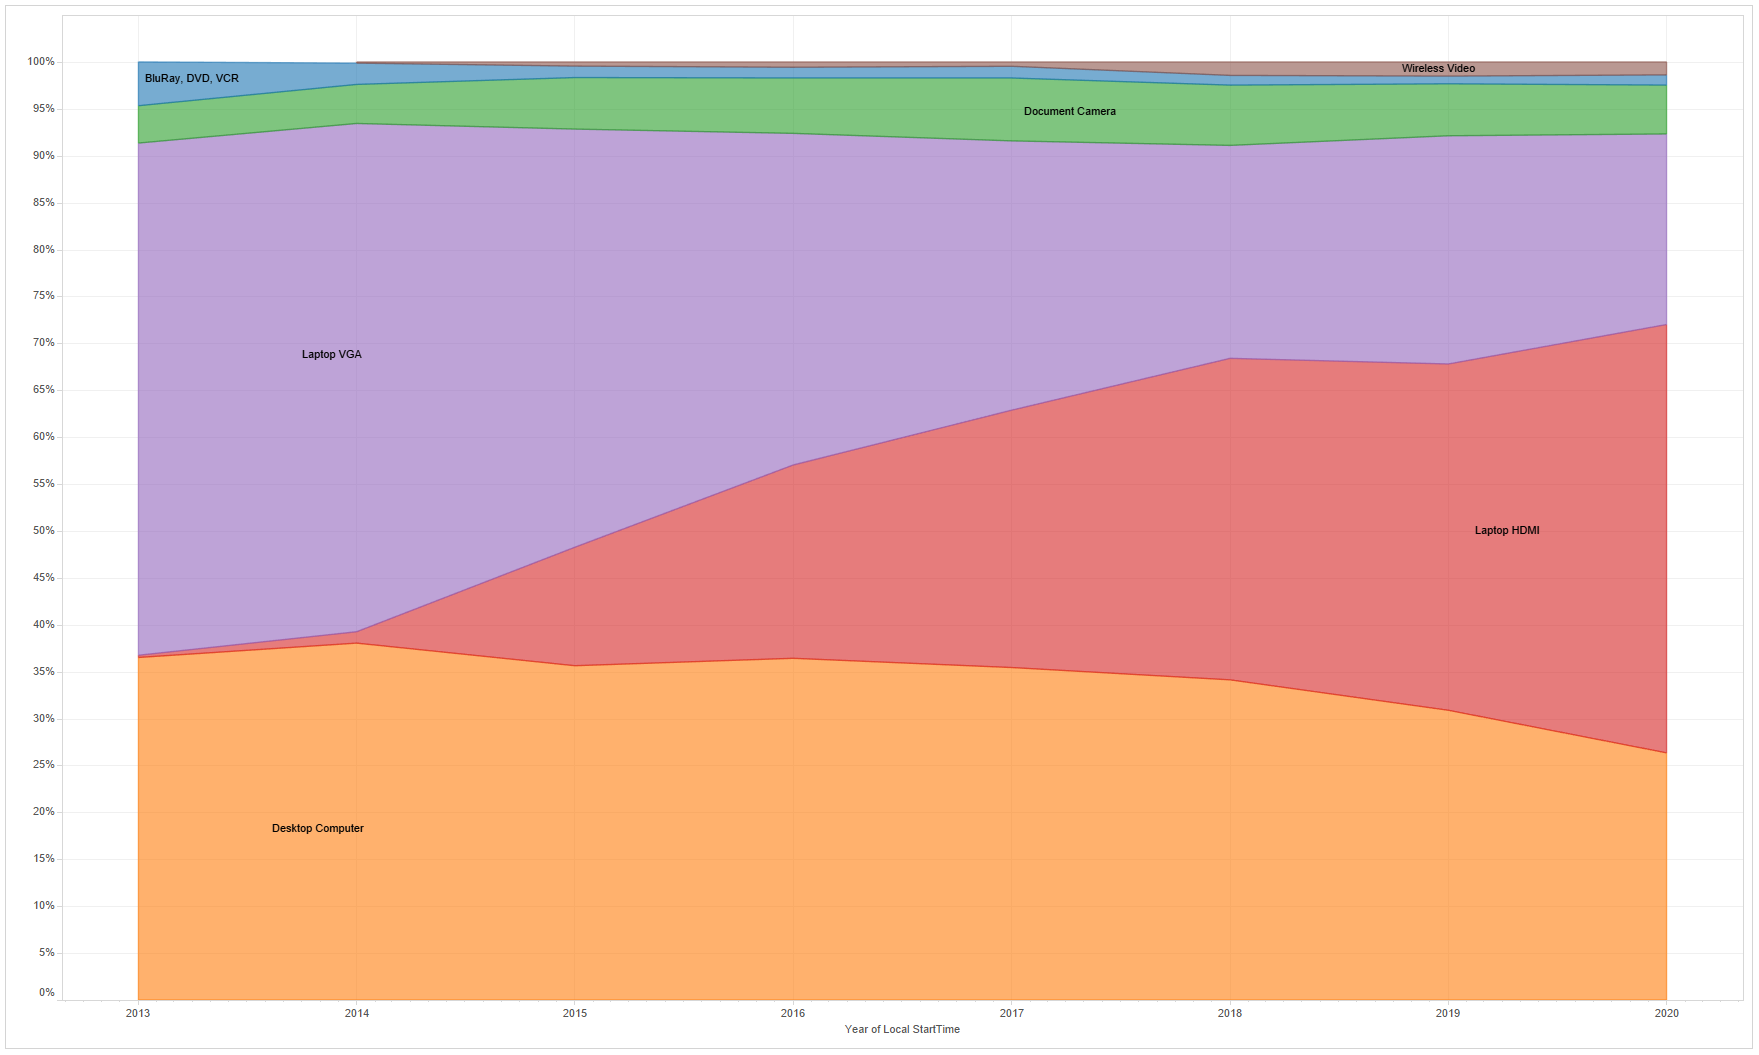 100%
95%
90%
85%
80%
75%
70%
65%
60%
55%
50%
45%
40%
35%
30%
25%
20%
15%
10%
5%
0%
BluRay, DVD, VCR
Wireless Video
Document Camera
Laptop VGA
Laptop HDMI
Desktop Computer
2013 2014 2015 2016 2017 2018 2019 2020
Year of Local StartTime